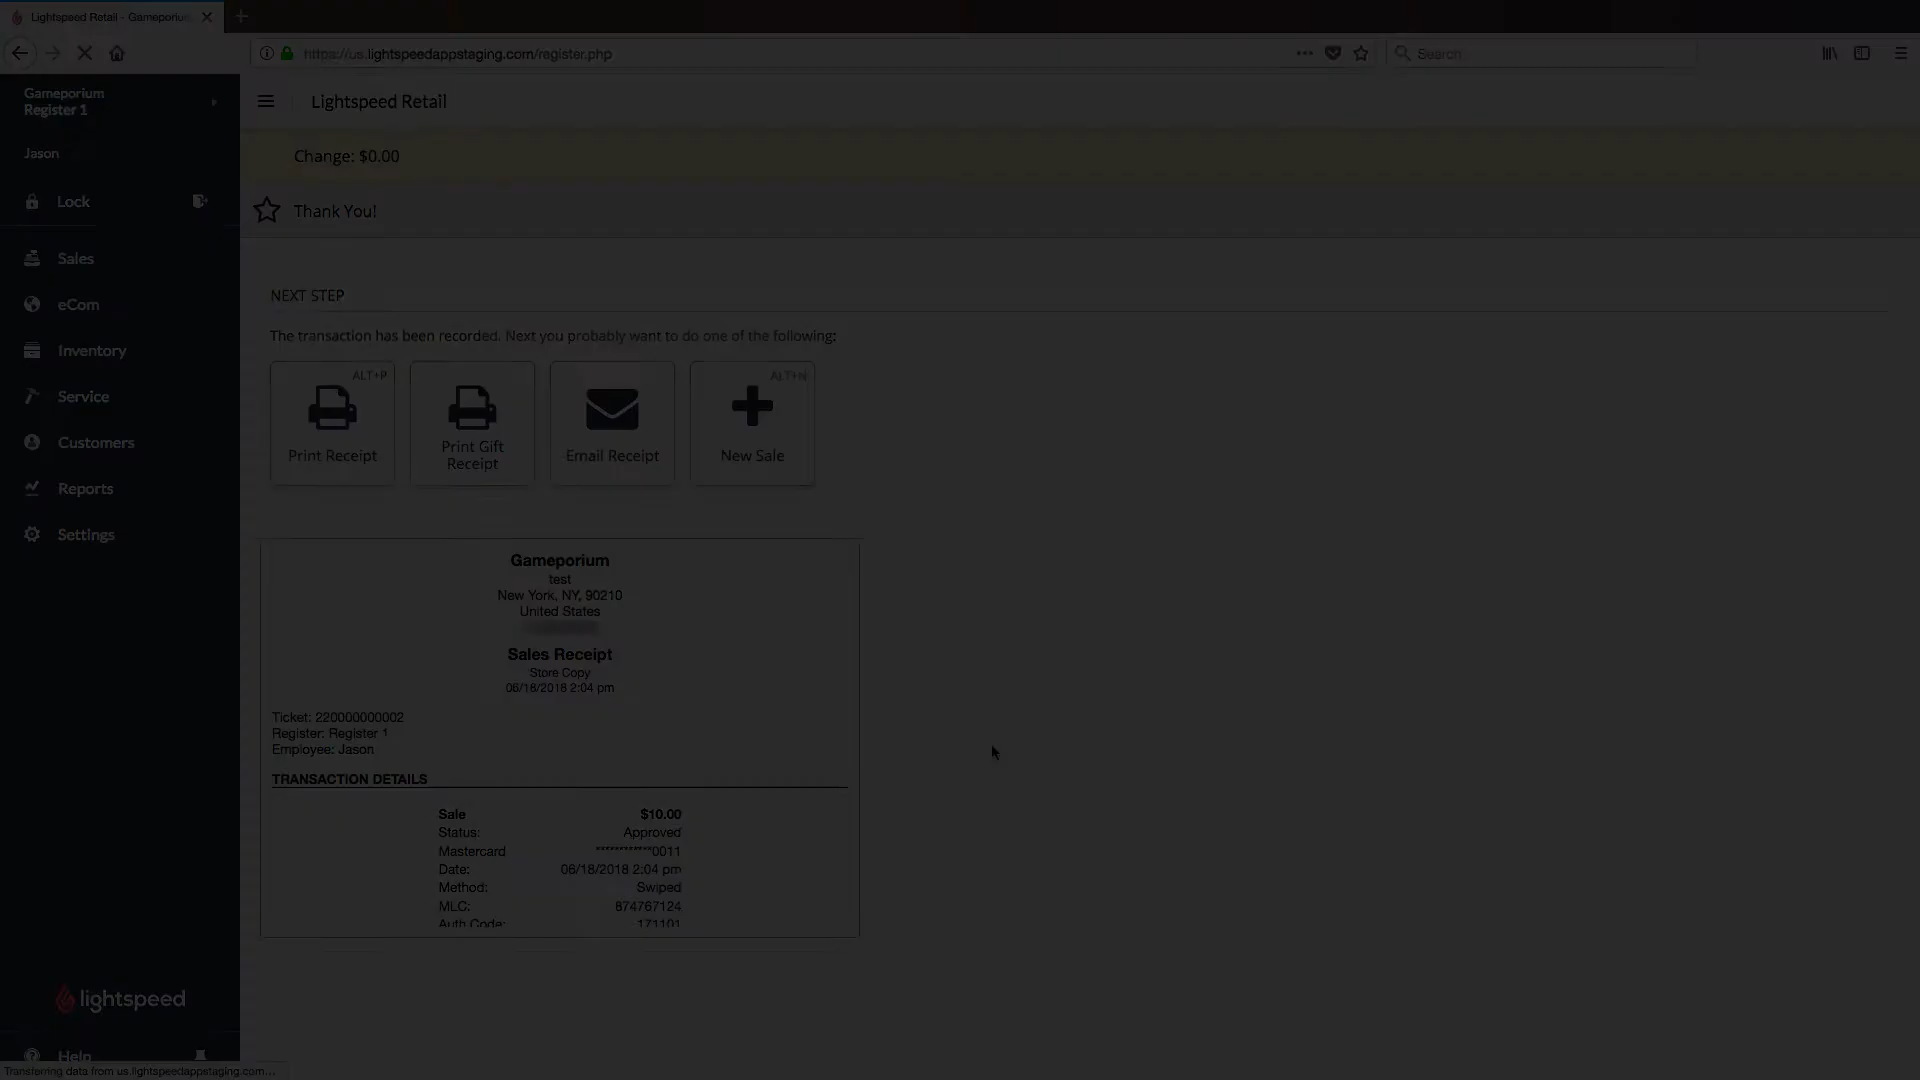 Lightspeed Retail - Gameporiu
https://us.lightspeedappstaging.com/register.php
Search
Gameporium
Register 1
Jason
Lock
Sales
eCom
Inventory
Service
Customers
Reports
Settings
lightspeed
Help
Lightspeed Retail
Change: $0.00
Thank You!
NEXT STEP
The transaction has been recorded. Next you probably want to do one of the following:
ALT+P
Print Receipt
Print Gift
Receipt
Email Receipt
ALT+N
New Sale
Gameporium
test
New York, NY, 90210
United States
Sales Receipt
Store Copy
06/18/2018 2:04 pm
Ticket: 220000000002
Register: Register 1
Employee: Jason
TRANSACTION DETAILS
Sale $10.00
Status: Approved
Mastercard ************0011
Date: 06/18/2018 2:04 pm
Method: Swiped
MLC: 874767124
Auth Code: 171101
Transferring data from us.lightspeedappstaging.com...